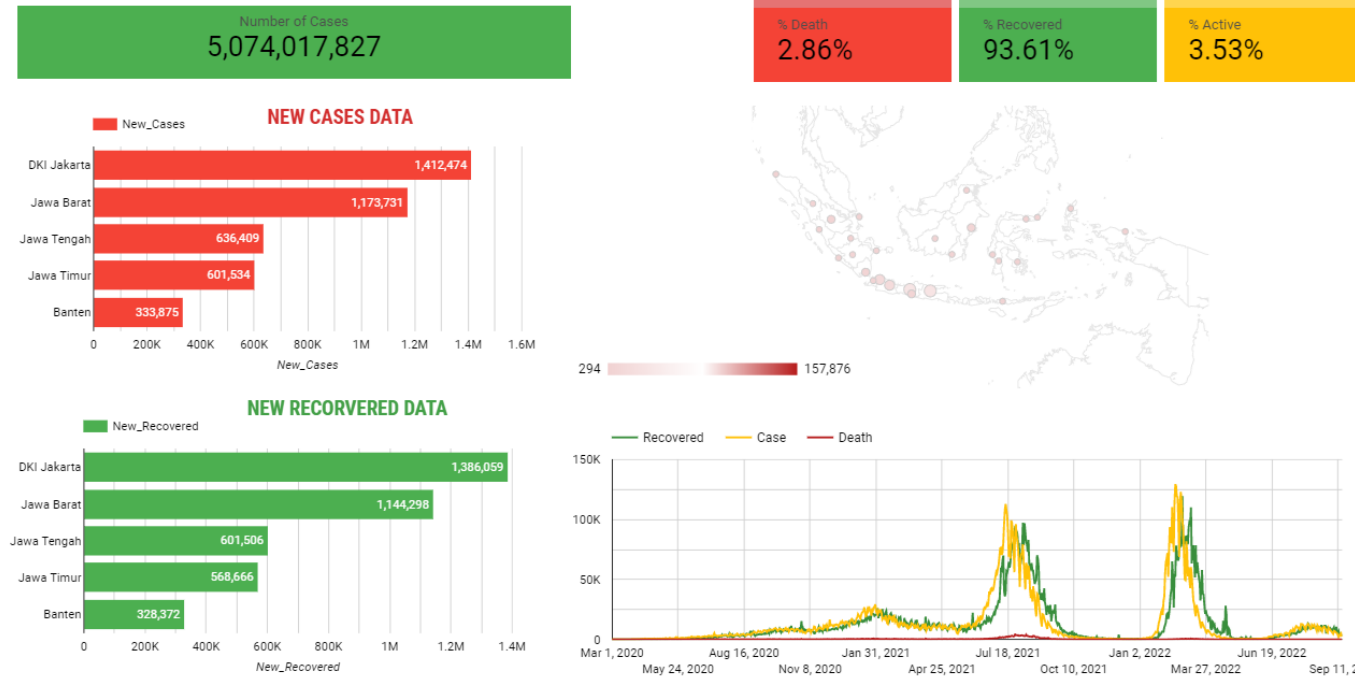 Number of Cases
5,074,017,827
% Death
2.86%
% Recovered
93.61%
% Active
3.53%
NEW CASES DATA
New_Cases
DKI Jakarta
1,412,474
Jawa Barat
1,173,731
Jawa Tengah
636,409
Jawa Timur
601,534
Banten
333,875
0 200K 400K 600K 800K 1M 1.2M 1.4M 1.6M
New_Cases
294 157,876
NEW RECORVERED DATA
New_Recovered
DKI Jakarta
1,386,059
Jawa Barat
1,144,298
Jawa Tengah
601,506
Jawa Timur
568,666
Banten
328,372
0 200K 400K 600K 800K 1M 1.2M 1.4M
New_Recovered
Recovered Case Death
150K
100K
50K
0
Mar 1, 2020 Aug 16, 2020 Jan 31, 2021 Jul 18, 2021 Jan 2, 2022 Jun 19, 2022
May 24, 2020 Nov 8, 2020 Apr 25, 2021 Oct 10, 2021 Mar 27, 2022 Sep 11, 2